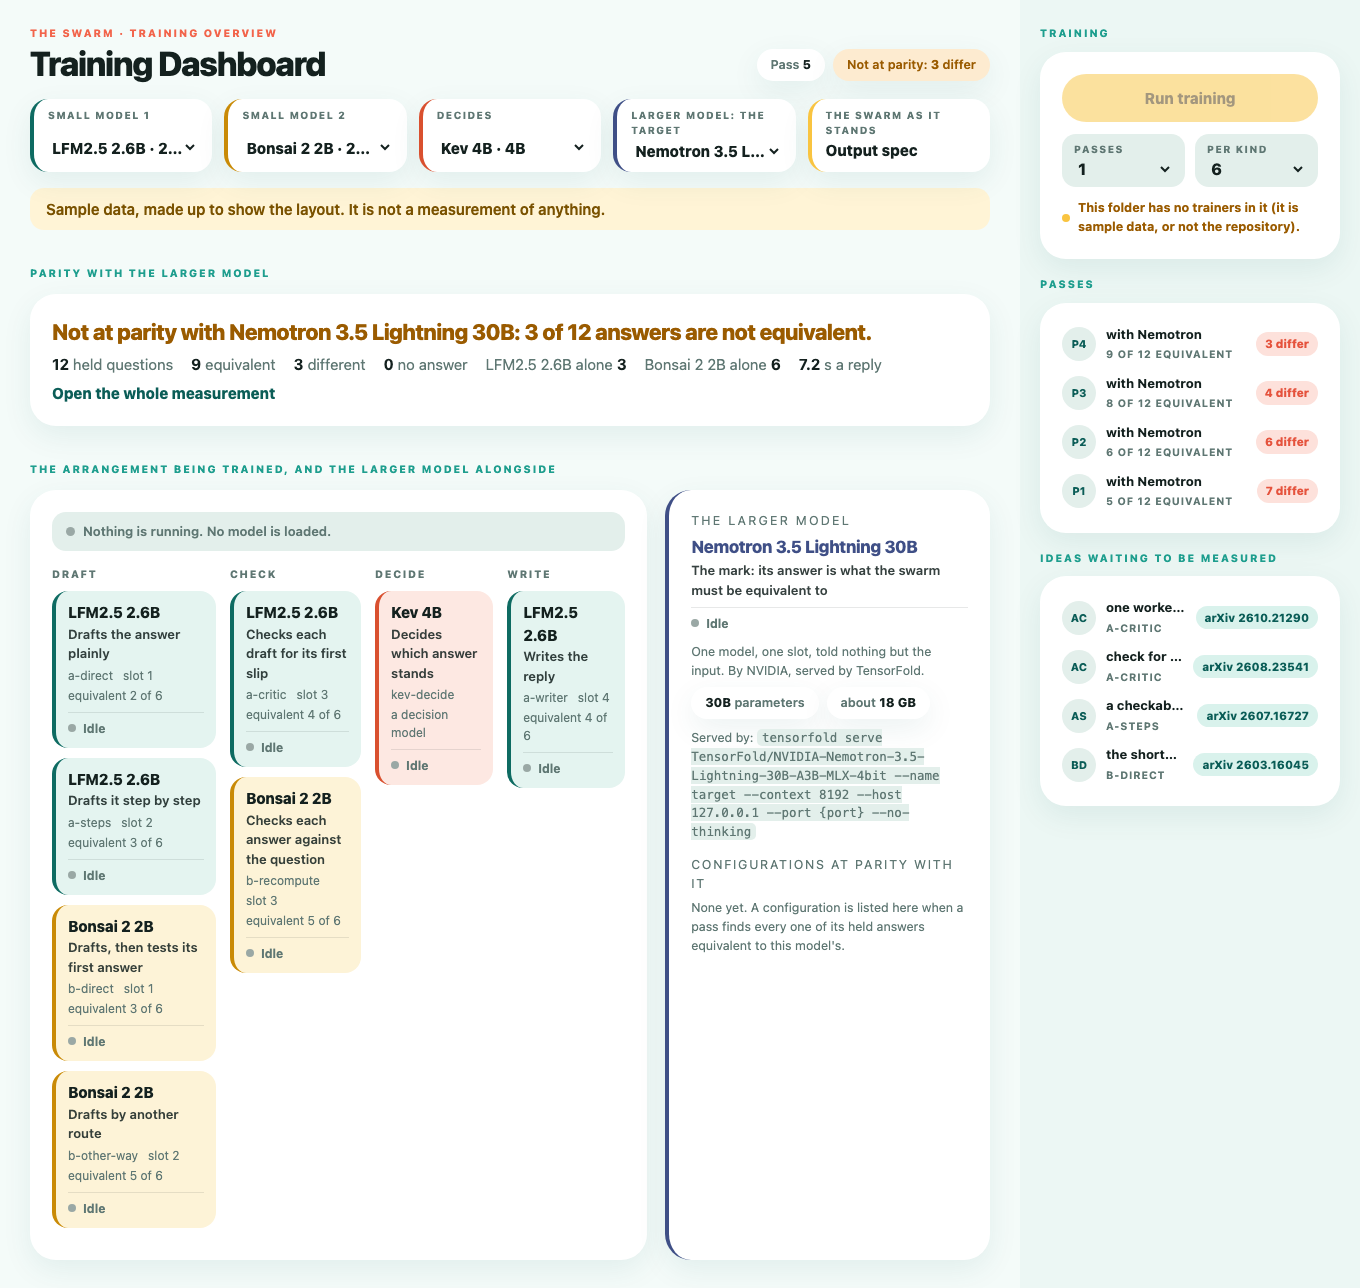 THE SWARM · TRAINING OVERVIEW
Training Dashboard
Pass 5
Not at parity: 3 differ
SMALL MODEL 1
LFM2.5 2.6B · 2...
SMALL MODEL 2
Bonsai 2 2B · 2...
DECIDES
Kev 4B · 4B
LARGER MODEL: THE
TARGET
Nemotron 3.5 L...
THE SWARM AS IT
STANDS
Output spec
Sample data, made up to show the layout. It is not a measurement of anything.
PARITY WITH THE LARGER MODEL
Not at parity with Nemotron 3.5 Lightning 30B: 3 of 12 answers are not equivalent.
12 held questions 9 equivalent 3 different 0 no answer LFM2.5 2.6B alone 3 Bonsai 2 2B alone 6 7.2 s a reply
Open the whole measurement
THE ARRANGEMENT BEING TRAINED, AND THE LARGER MODEL ALONGSIDE
Nothing is running. No model is loaded.
DRAFT
LFM2.5 2.6B
Drafts the answer
plainly
a-direct slot 1
equivalent 2 of 6
Idle
LFM2.5 2.6B
Drafts it step by step
a-steps slot 2
equivalent 3 of 6
Idle
Bonsai 2 2B
Drafts, then tests its
first answer
b-direct slot 1
equivalent 3 of 6
Idle
Bonsai 2 2B
Drafts by another
route
b-other-way slot 2
equivalent 5 of 6
Idle
CHECK
LFM2.5 2.6B
Checks each
draft for its first
slip
a-critic slot 3
equivalent 4 of 6
Idle
Bonsai 2 2B
Checks each
answer against
the question
b-recompute
slot 3
equivalent 5 of 6
Idle
DECIDE
Kev 4B
Decides
which answer
stands
kev-decide
a decision
model
Idle
WRITE
LFM2.5
2.6B
Writes the
reply
a-writer slot 4
equivalent 4 of
6
Idle
THE LARGER MODEL
Nemotron 3.5 Lightning 30B
The mark: its answer is what the swarm
must be equivalent to
Idle
One model, one slot, told nothing but the
input. By NVIDIA, served by TensorFold.
30B parameters
about 18 GB
Served by: tensorfold serve
TensorFold/NVIDIA-Nemotron-3.5-
Lightning-30B-A3B-MLX-4bit --name
target --context 8192 --host
127.0.0.1 --port {port} --no-
thinking
CONFIGURATIONS AT PARITY WITH
IT
None yet. A configuration is listed here when a
pass finds every one of its held answers
equivalent to this model's.
TRAINING
Run training
PASSES
1
PER KIND
6
This folder has no trainers in it (it is
sample data, or not the repository).
PASSES
P4
with Nemotron
9 OF 12 EQUIVALENT
3 differ
P3
with Nemotron
8 OF 12 EQUIVALENT
4 differ
P2
with Nemotron
6 OF 12 EQUIVALENT
6 differ
P1
with Nemotron
5 OF 12 EQUIVALENT
7 differ
IDEAS WAITING TO BE MEASURED
AC
one worke...
A-CRITIC
arXiv 2610.21290
AC
check for ...
A-CRITIC
arXiv 2608.23541
AS
a checkab...
A-STEPS
arXiv 2607.16727
BD
the short...
B-DIRECT
arXiv 2603.16045